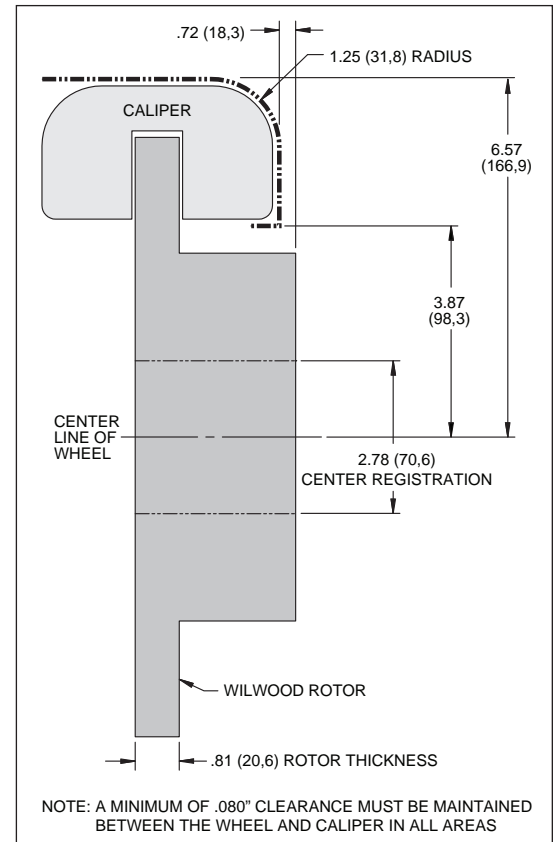 .72 (18,3)
1.25 (31,8) RADIUS
CALIPER
6.57
(166,9)
3.87
(98,3)
CENTER
LINE OF
WHEEL
2.78 (70,6)
CENTER REGISTRATION
WILWOOD ROTOR
.81 (20,6) ROTOR THICKNESS
NOTE: A MINIMUM OF .080" CLEARANCE MUST BE MAINTAINED
BETWEEN THE WHEEL AND CALIPER IN ALL AREAS